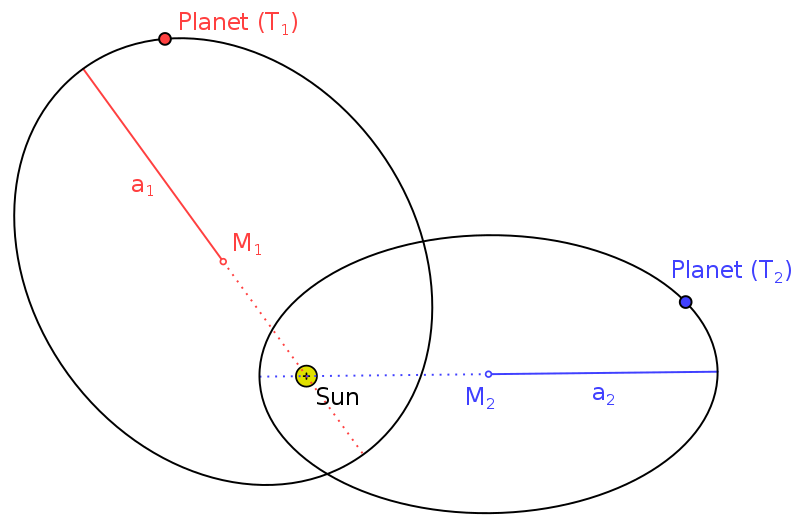 Planet (T₁)
a₁
M₁
Planet (T₂)
Sun
M₂
a₂